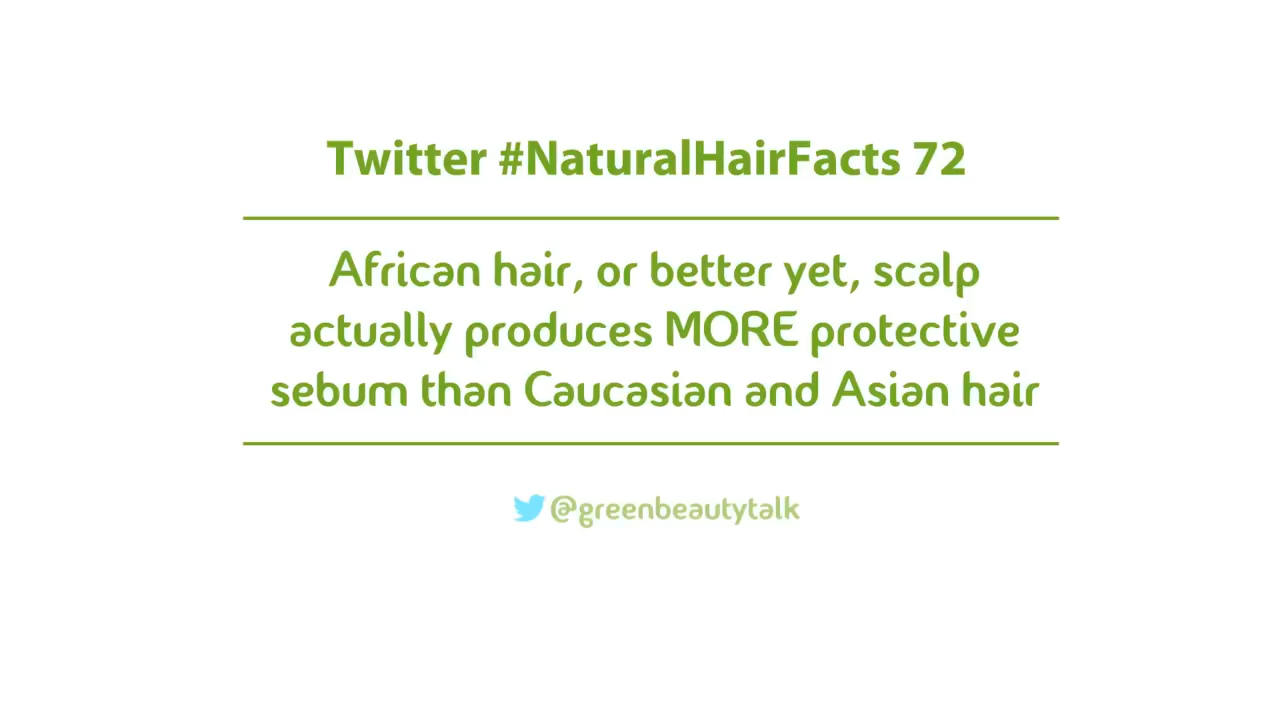 Twitter #NaturalHairFacts 72
African hair, or better yet, scalp
actually produces MORE protective
sebum than Caucasian and Asian hair
@greenbeautytalk